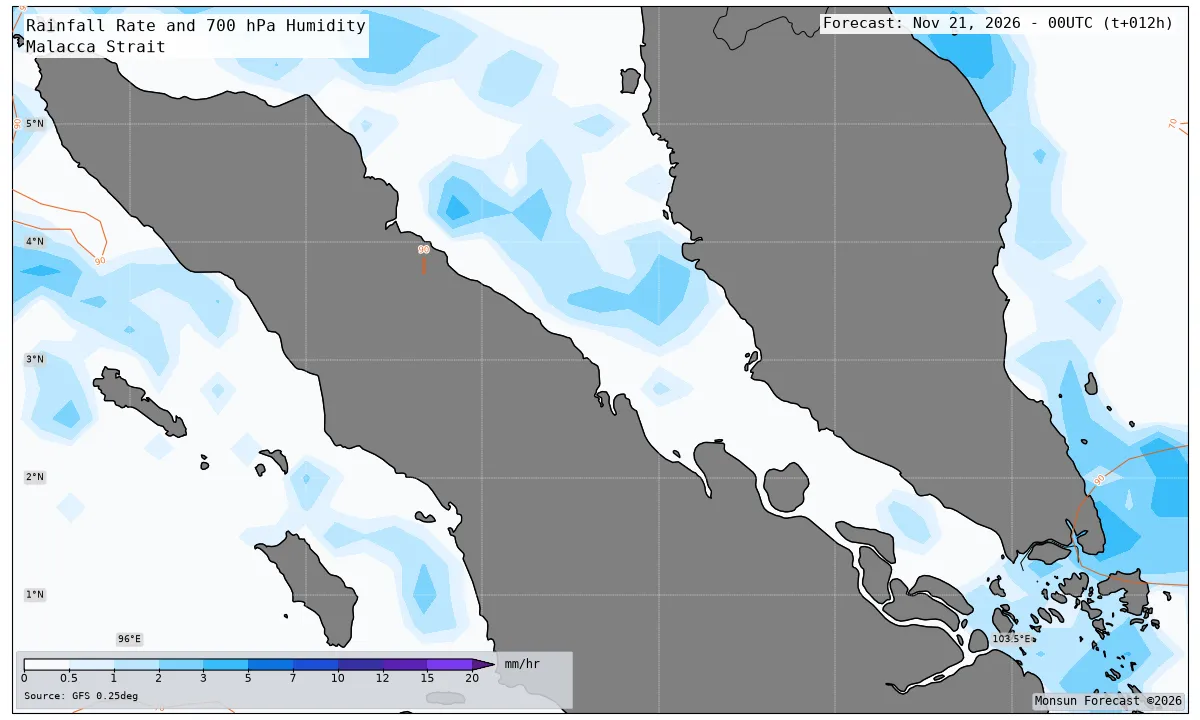 Rainfall Rate and 700 hPa Humidity
Malacca Strait
Forecast: Nov 21, 2026 - 00UTC (t+012h)
90
70
5°N
4°N
90
90
3°N
2°N
90
1°N
96°E
103.5°E
mm/hr
0 0.5 1 2 3 5 7 10 12 15 20
Source: GFS 0.25deg
Monsun Forecast ©2026